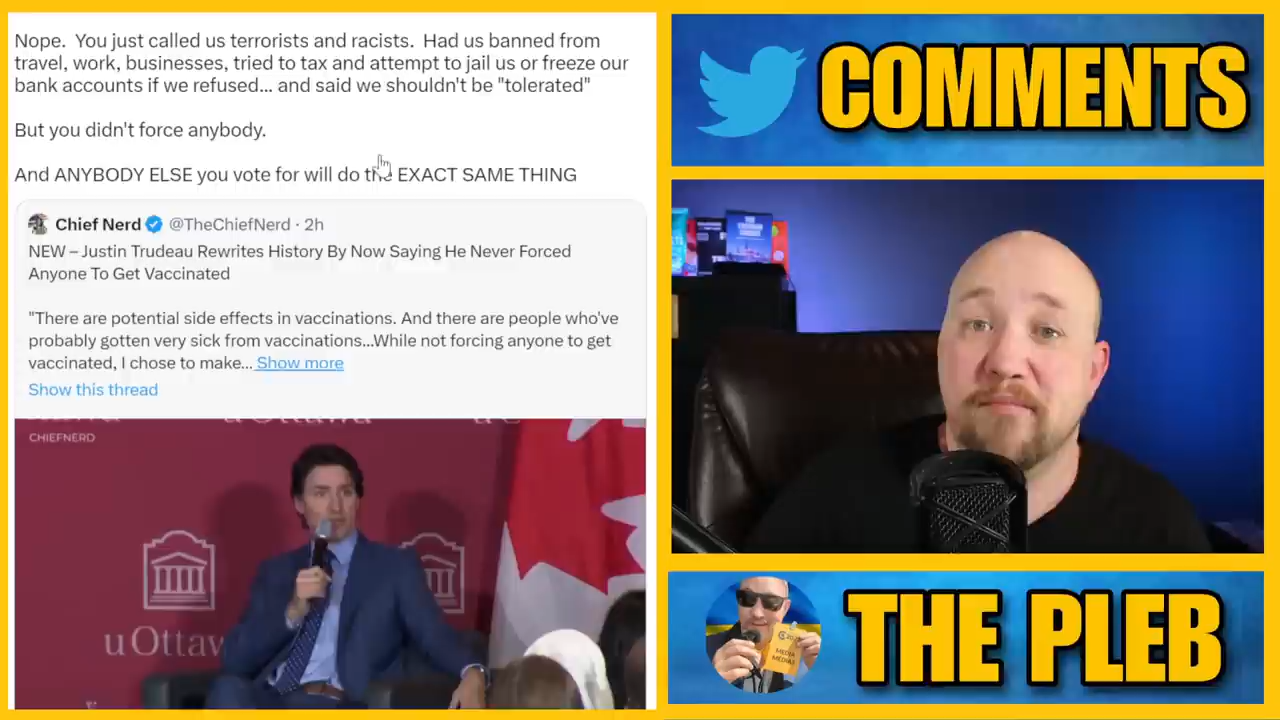 Nope.  You just called us terrorists and racists.  Had us banned from
travel, work, businesses, tried to tax and attempt to jail us or freeze our
bank accounts if we refused... and said we shouldn't be "tolerated"
But you didn't force anybody.
And ANYBODY ELSE you vote for will do the EXACT SAME THING
Chief Nerd @TheChiefNerd · 2h
NEW – Justin Trudeau Rewrites History By Now Saying He Never Forced
Anyone To Get Vaccinated
"There are potential side effects in vaccinations. And there are people who've
probably gotten very sick from vaccinations...While not forcing anyone to get
vaccinated, I chose to make... Show more
Show this thread
CHIEFNERD
uOttawa
COMMENTS
THE PLEB
MEDIA